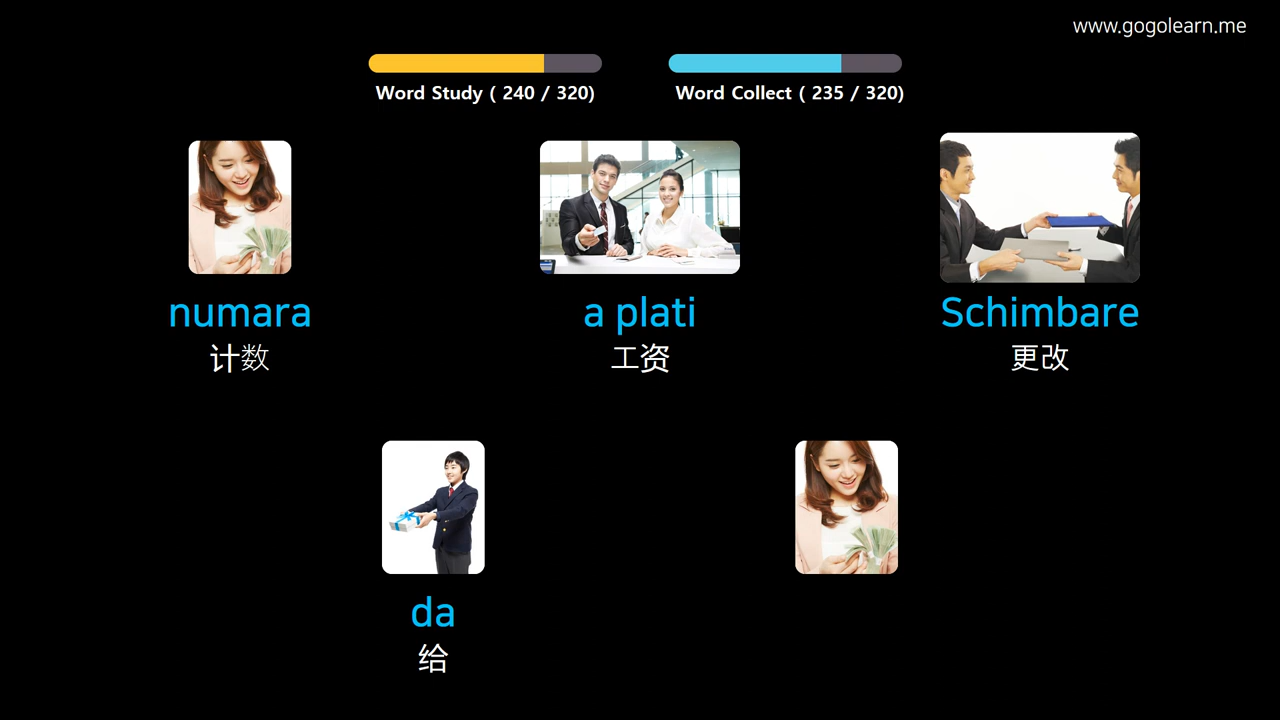 www.gogolearn.me
Word Study ( 240 / 320)
Word Collect ( 235 / 320)
numara
计数
a plati
工资
Schimbare
更改
da
给